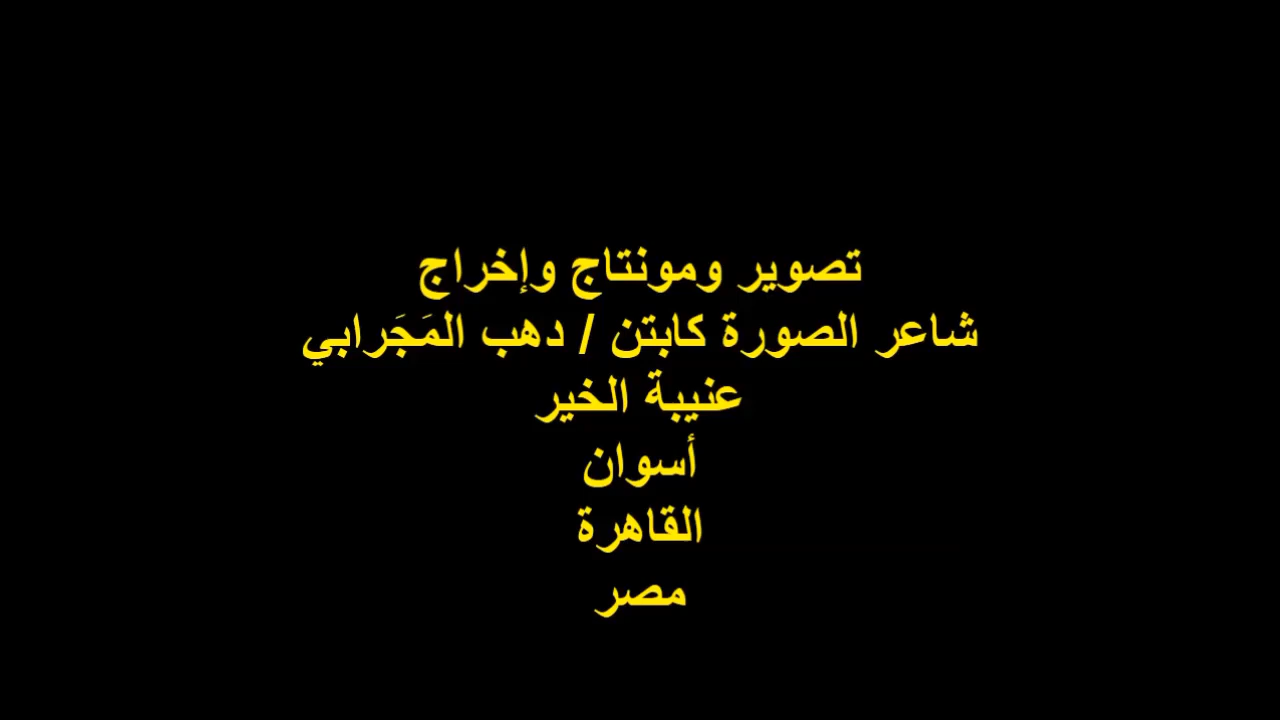 تصوير ومونتاج وإخراج
شاعر الصورة كابتن / دهب المَجَرابي
عنيبة الخير
أسوان
القاهرة
مصر